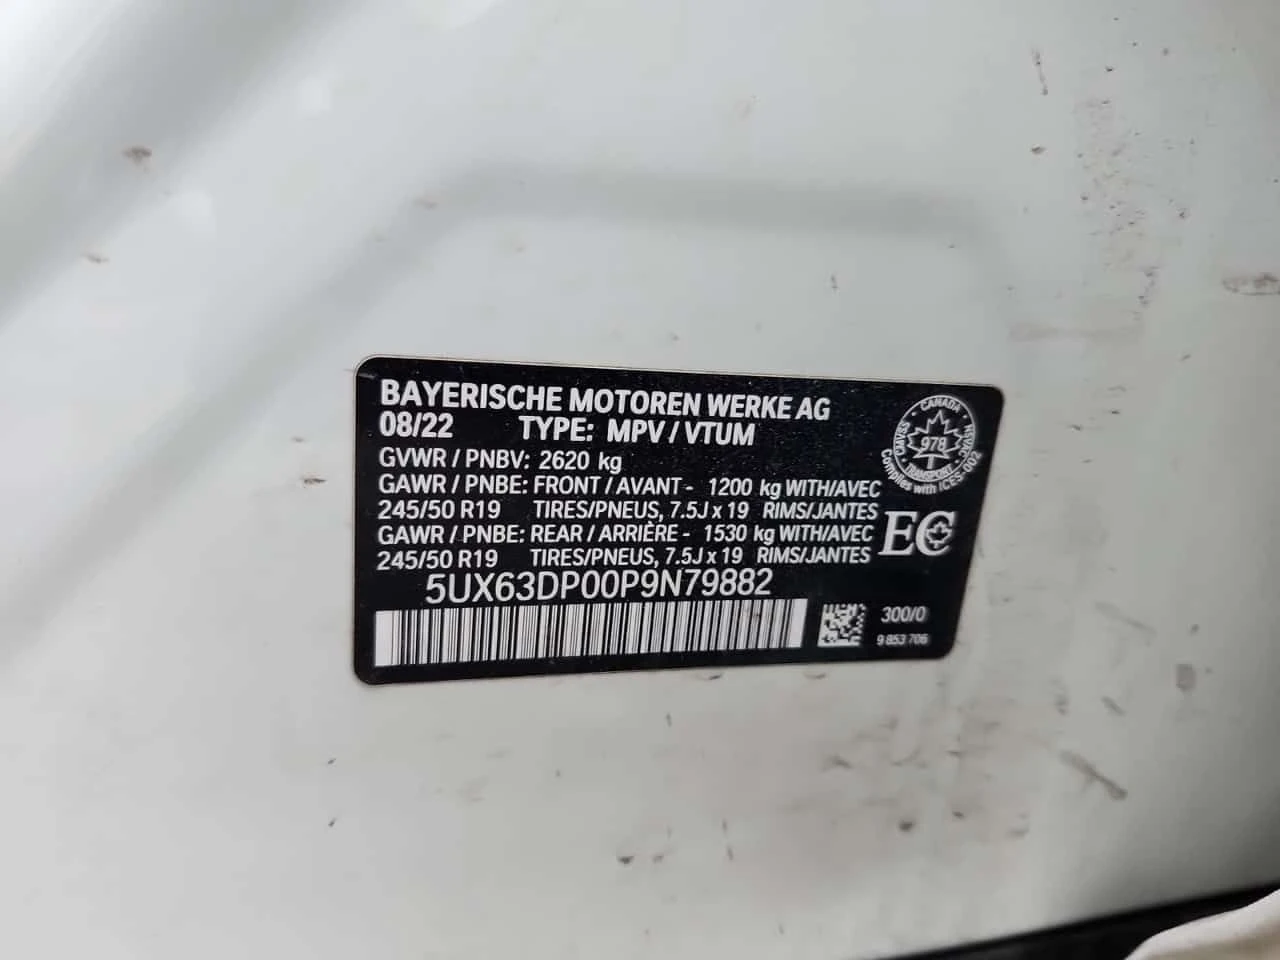 BAYERISCHE MOTOREN WERKE AG
08/22 TYPE: MPV / VTUM
GVWR / PNBV: 2620 kg
GAWR / PNBE: FRONT / AVANT - 1200 kg WITH/AVEC
245/50 R19 TIRES/PNEUS, 7.5J x 19 RIMS/JANTES
GAWR / PNBE: REAR / ARRIÈRE - 1530 kg WITH/AVEC
245/50 R19 TIRES/PNEUS, 7.5J x 19 RIMS/JANTES
5UX63DP00P9N79882
CANADA
CMVSS
NSVAC
978
TRANSPORT
Complies with ICES-002
EC
300/0
9 853 706